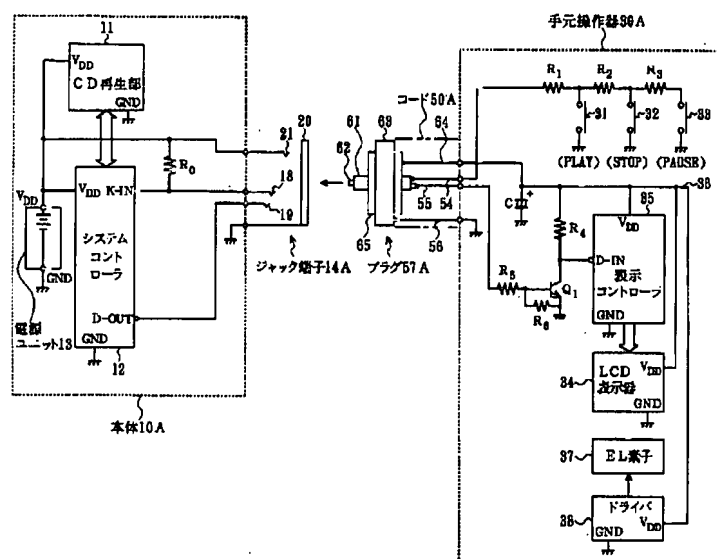 手元操作器30A
11
VDD
CD再生部
GND
R0
VDD
K-IN
システム
コント
ローラ
D-OUT
GND
12
VDD
GND
電源
ユニット13
本体10A
20
21
18
19
ジャック端子14A
61
62
63
65
プラグ57A
コード50A
64
55
54
56
R1
R2
R3
31
32
33
(PLAY)
(STOP)
(PAUSE)
36
C
+
R4
R5
R6
Q1
35
VDD
D-IN
表示
コントローラ
GND
34
LCD
表示器
VDD
GND
37
EL素子
38
ドライバ
VDD
GND